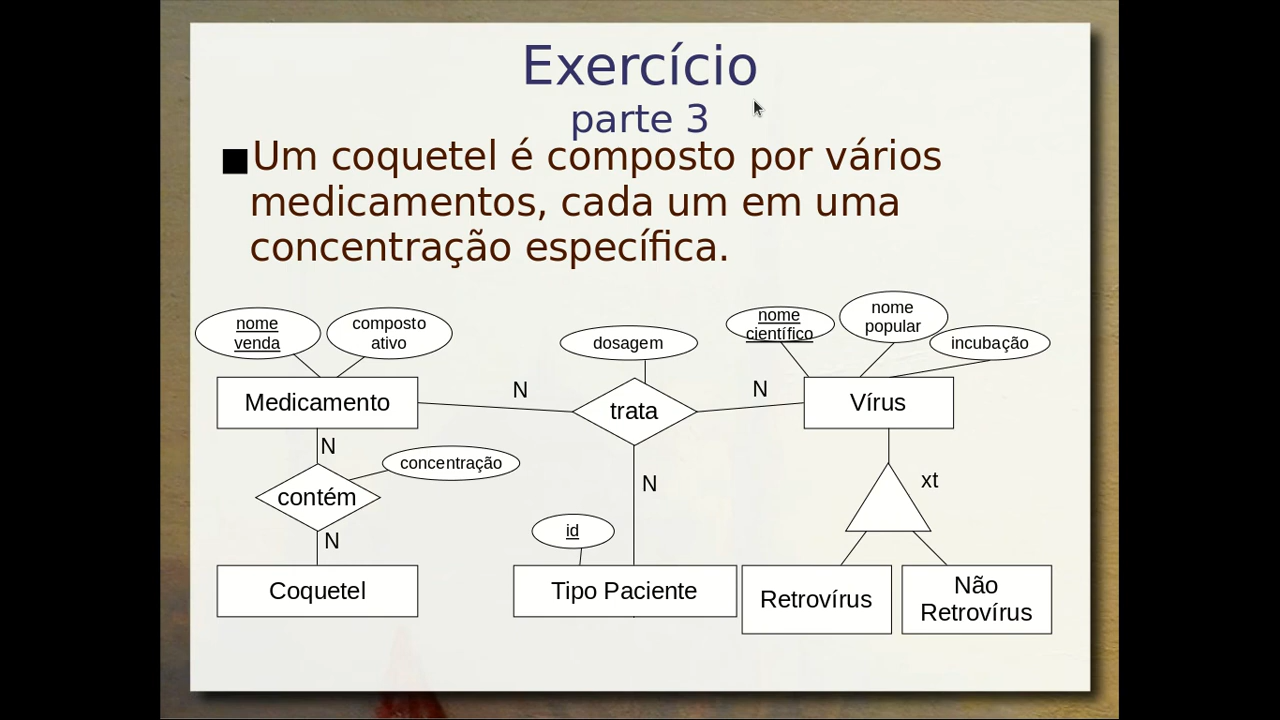 Exercício
parte 3
■Um coquetel é composto por vários
medicamentos, cada um em uma
concentração específica.
nome
venda
composto
ativo
dosagem
nome
científico
nome
popular
incubação
Medicamento
N
trata
N
Vírus
N
concentração
contém
N
N
xt
id
Coquetel
Tipo Paciente
Retrovírus
Não
Retrovírus